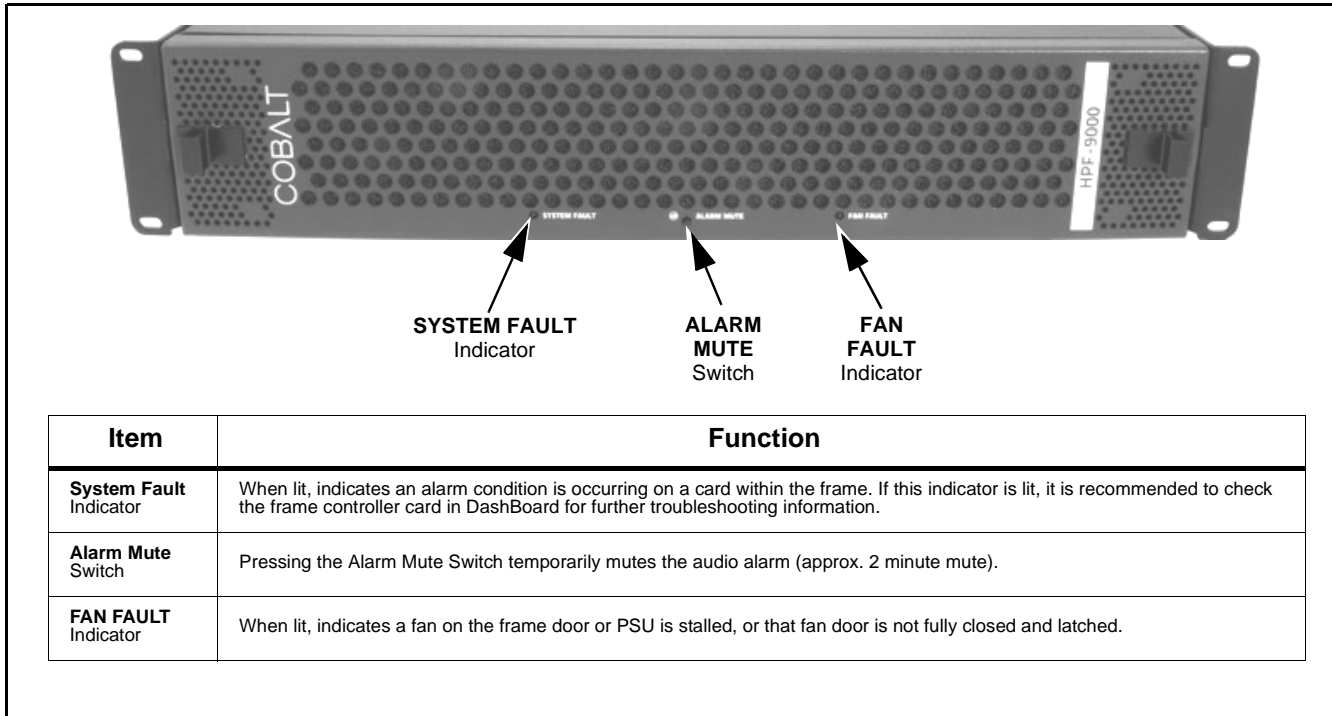 COBALT
HPF-9000
SYSTEM FAULT
ALARM MUTE
FAN FAULT
SYSTEM FAULT
Indicator
ALARM
MUTE
Switch
FAN
FAULT
Indicator
Item
Function
System Fault
Indicator
When lit, indicates an alarm condition is occurring on a card within the frame. If this indicator is lit, it is recommended to check
the frame controller card in DashBoard for further troubleshooting information.
Alarm Mute
Switch
Pressing the Alarm Mute Switch temporarily mutes the audio alarm (approx. 2 minute mute).
FAN FAULT
Indicator
When lit, indicates a fan on the frame door or PSU is stalled, or that fan door is not fully closed and latched.